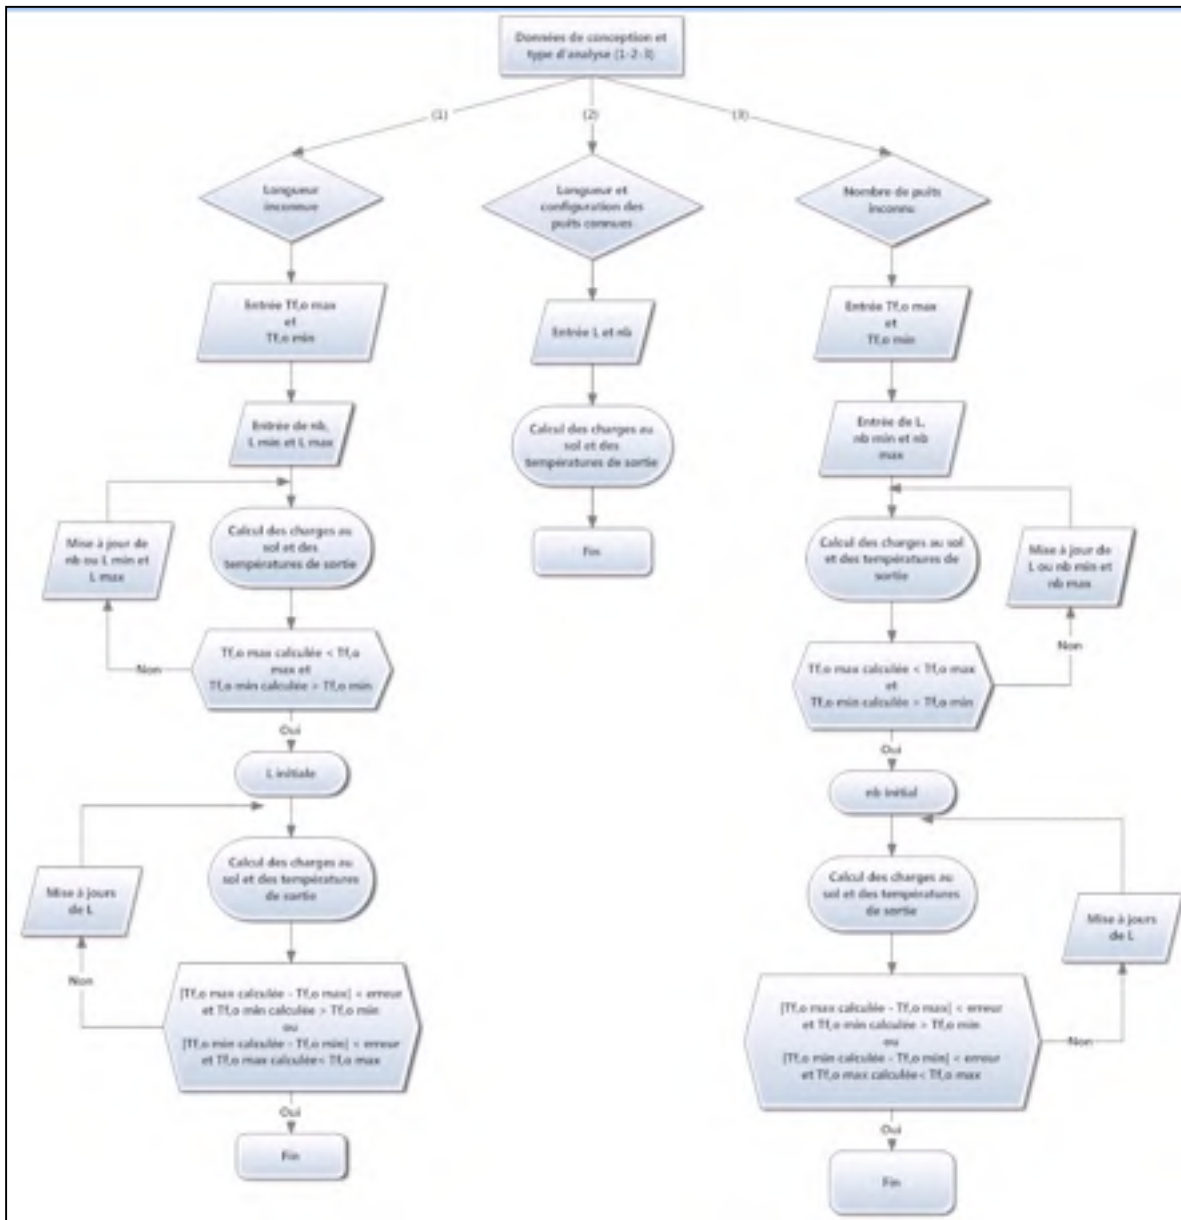 Données de conception et
type d'analyse (1-2-3)
(1)
(2)
(3)
Longueur
inconnue
Longueur et
configuration des
puits connues
Nombre de puits
inconnu
Entrée Tf,o max
et
Tf,o min
Entrée L et nb
Entrée Tf,o max
et
Tf,o min
Entrée de nb,
L min et L max
Calcul des charges au
sol et des
températures de sortie
Entrée de L,
nb min et nb
max
Mise à jour de
nb ou L min et
L max
Calcul des charges au
sol et des
températures de sortie
Fin
Calcul des charges au sol
et des températures de
sortie
Mise à jour de
L ou nb min et
nb max
Non
Tf,o max calculée < Tf,o
max et
Tf,o min calculée > Tf,o min
Tf,o max calculée < Tf,o max
et
Tf,o min calculée > Tf,o min
Non
Oui
Oui
L initiale
nb initial
Mise à jours
de L
Calcul des charges au
sol et des températures
de sortie
Calcul des charges au
sol et des températures
de sortie
Mise à jours
de L
Non
|Tf,o max calculée - Tf,o max| < erreur
et Tf,o min calculée > Tf,o min
ou
|Tf,o min calculée - Tf,o min| < erreur
et Tf,o max calculée< Tf,o max
|Tf,o max calculée - Tf,o max| < erreur
et Tf,o min calculée > Tf,o min
ou
|Tf,o min calculée - Tf,o min| < erreur
et Tf,o max calculée< Tf,o max
Non
Oui
Oui
Fin
Fin